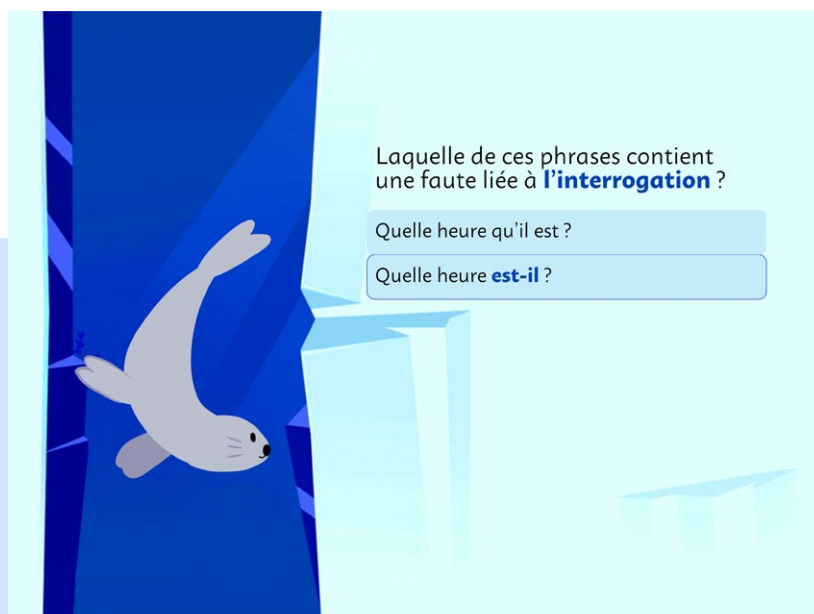 Laquelle de ces phrases contient
une faute liée à l’interrogation ?
Quelle heure qu’il est ?
Quelle heure est-il ?